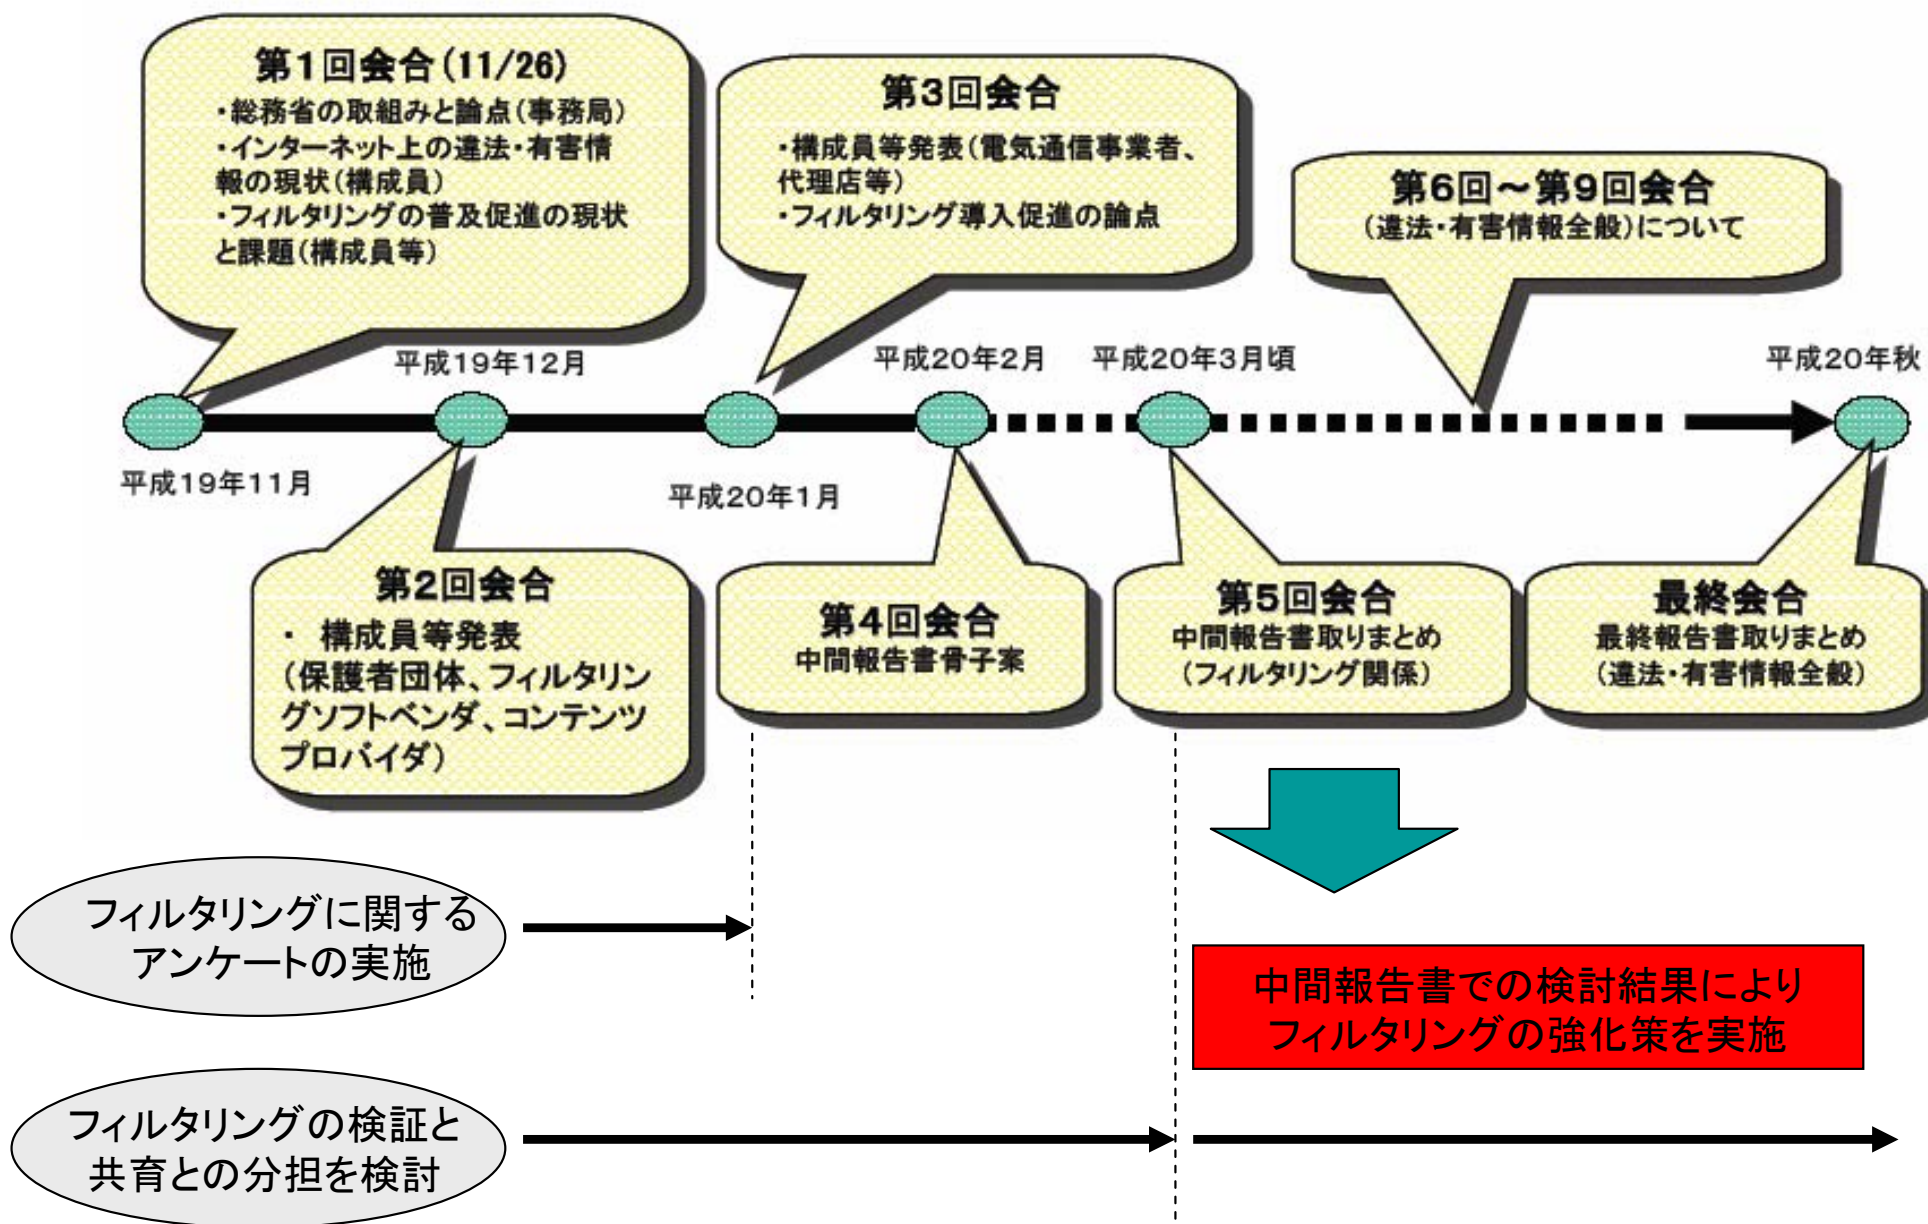 第1回会合(11/26)
・総務省の取組みと論点(事務局)
・インターネット上の違法・有害情
報の現状(構成員)
・フィルタリングの普及促進の現状
と課題(構成員等)
第3回会合
・構成員等発表(電気通信事業者、
代理店等)
・フィルタリング導入促進の論点
第6回～第9回会合
(違法・有害情報全般)について
平成19年12月
平成20年2月
平成20年3月頃
平成20年秋
平成19年11月
平成20年1月
第2回会合
・ 構成員等発表
(保護者団体、フィルタリン
グソフトベンダ、コンテンツ
プロバイダ)
第4回会合
中間報告書骨子案
第5回会合
中間報告書取りまとめ
(フィルタリング関係)
最終会合
最終報告書取りまとめ
(違法・有害情報全般)
フィルタリングに関する
アンケートの実施
中間報告書での検討結果により
フィルタリングの強化策を実施
フィルタリングの検証と
共育との分担を検討